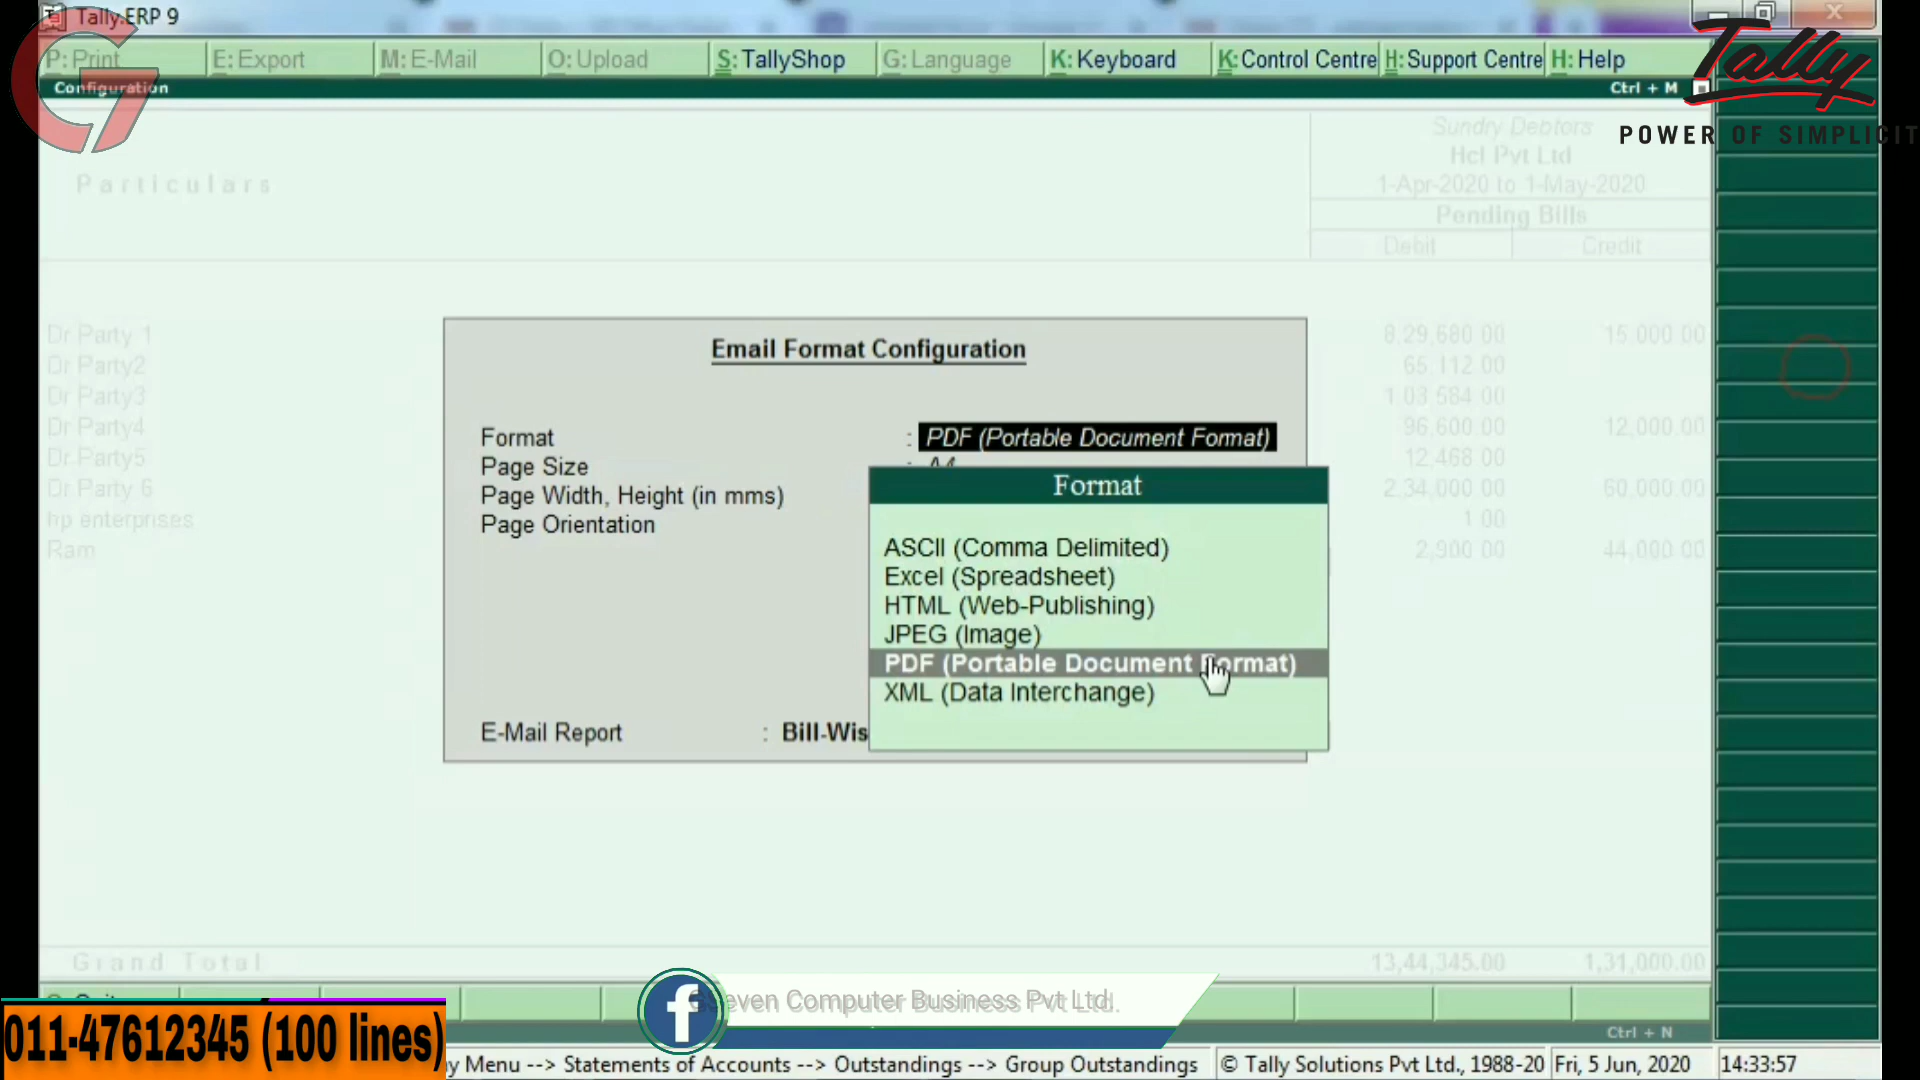 Tally.ERP 9
P: Print E: Export M: E-Mail O: Upload S: TallyShop G: Language K: Keyboard K: Control Centre H: Support Centre H: Help
Configuration Ctrl + M
Tally
POWER OF SIMPLICIT
G7
Particulars
Sundry Debtors
Hcl Pvt Ltd
1-Apr-2020 to 1-May-2020
Pending Bills
Debit Credit
Dr Party 1 8,29,680.00 15,000.00
Dr Party2 65,112.00
Dr Party3 1,03,584.00
Dr Party4 96,600.00 12,000.00
Dr Party5 12,468.00
Dr Party 6 2,34,000.00 60,000.00
hp enterprises 1.00
Ram 2,900.00 44,000.00
Email Format Configuration
Format : PDF (Portable Document Format)
Page Size : A4
Page Width, Height (in mms)
Page Orientation
E-Mail Report : Bill-Wis
Format
ASCII (Comma Delimited)
Excel (Spreadsheet)
HTML (Web-Publishing)
JPEG (Image)
PDF (Portable Document Format)
XML (Data Interchange)
Grand Total 13,44,345.00 1,31,000.00
GSeven Computer Business Pvt Ltd.
011-47612345 (100 lines)
Ctrl + N
y Menu --> Statements of Accounts --> Outstandings --> Group Outstandings © Tally Solutions Pvt Ltd., 1988-20 Fri, 5 Jun, 2020 14:33:57